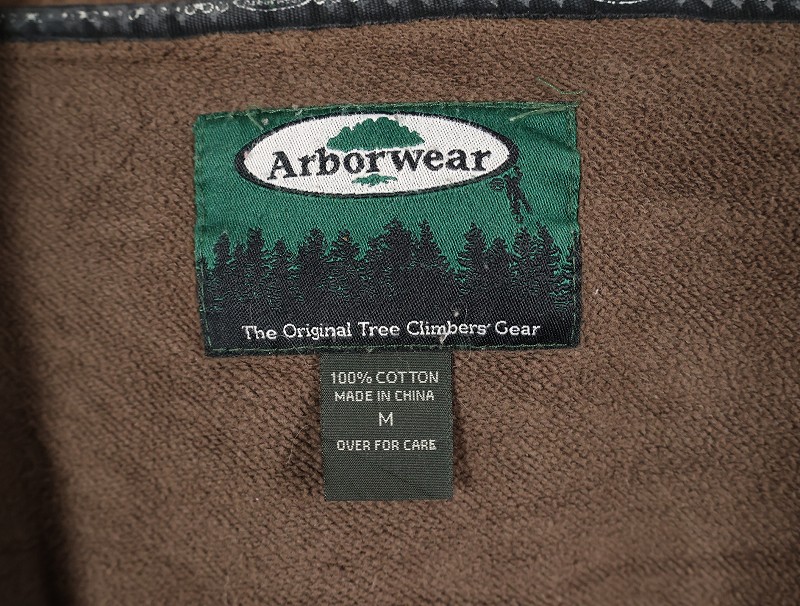 Arborwear
The Original Tree Climbers' Gear
100% COTTON
MADE IN CHINA
M
OVER FOR CARE